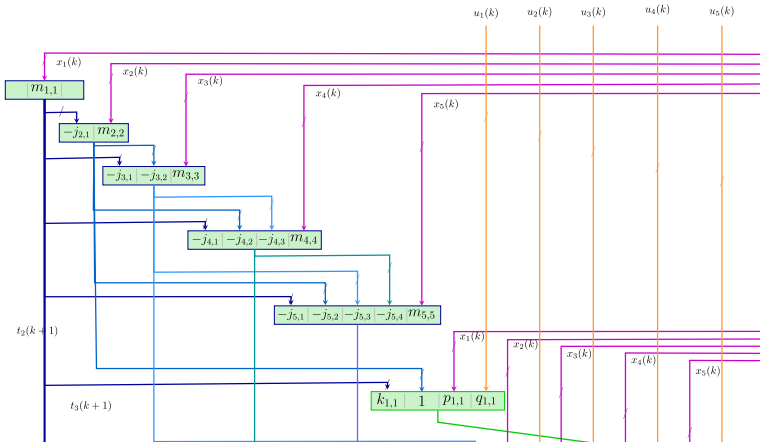 u₁(k) u₂(k) u₃(k) u₄(k) u₅(k)
x₁(k)
x₂(k)
x₃(k)
m₁,₁
x₄(k)
x₅(k)
−j₂,₁ m₂,₂
−j₃,₁ −j₃,₂ m₃,₃
−j₄,₁ −j₄,₂ −j₄,₃ m₄,₄
−j₅,₁ −j₅,₂ −j₅,₃ −j₅,₄ m₅,₅
t₂(k+1)
x₁(k)
x₂(k)
x₃(k)
x₄(k)
x₅(k)
k₁,₁ 1 p₁,₁ q₁,₁
t₃(k+1)